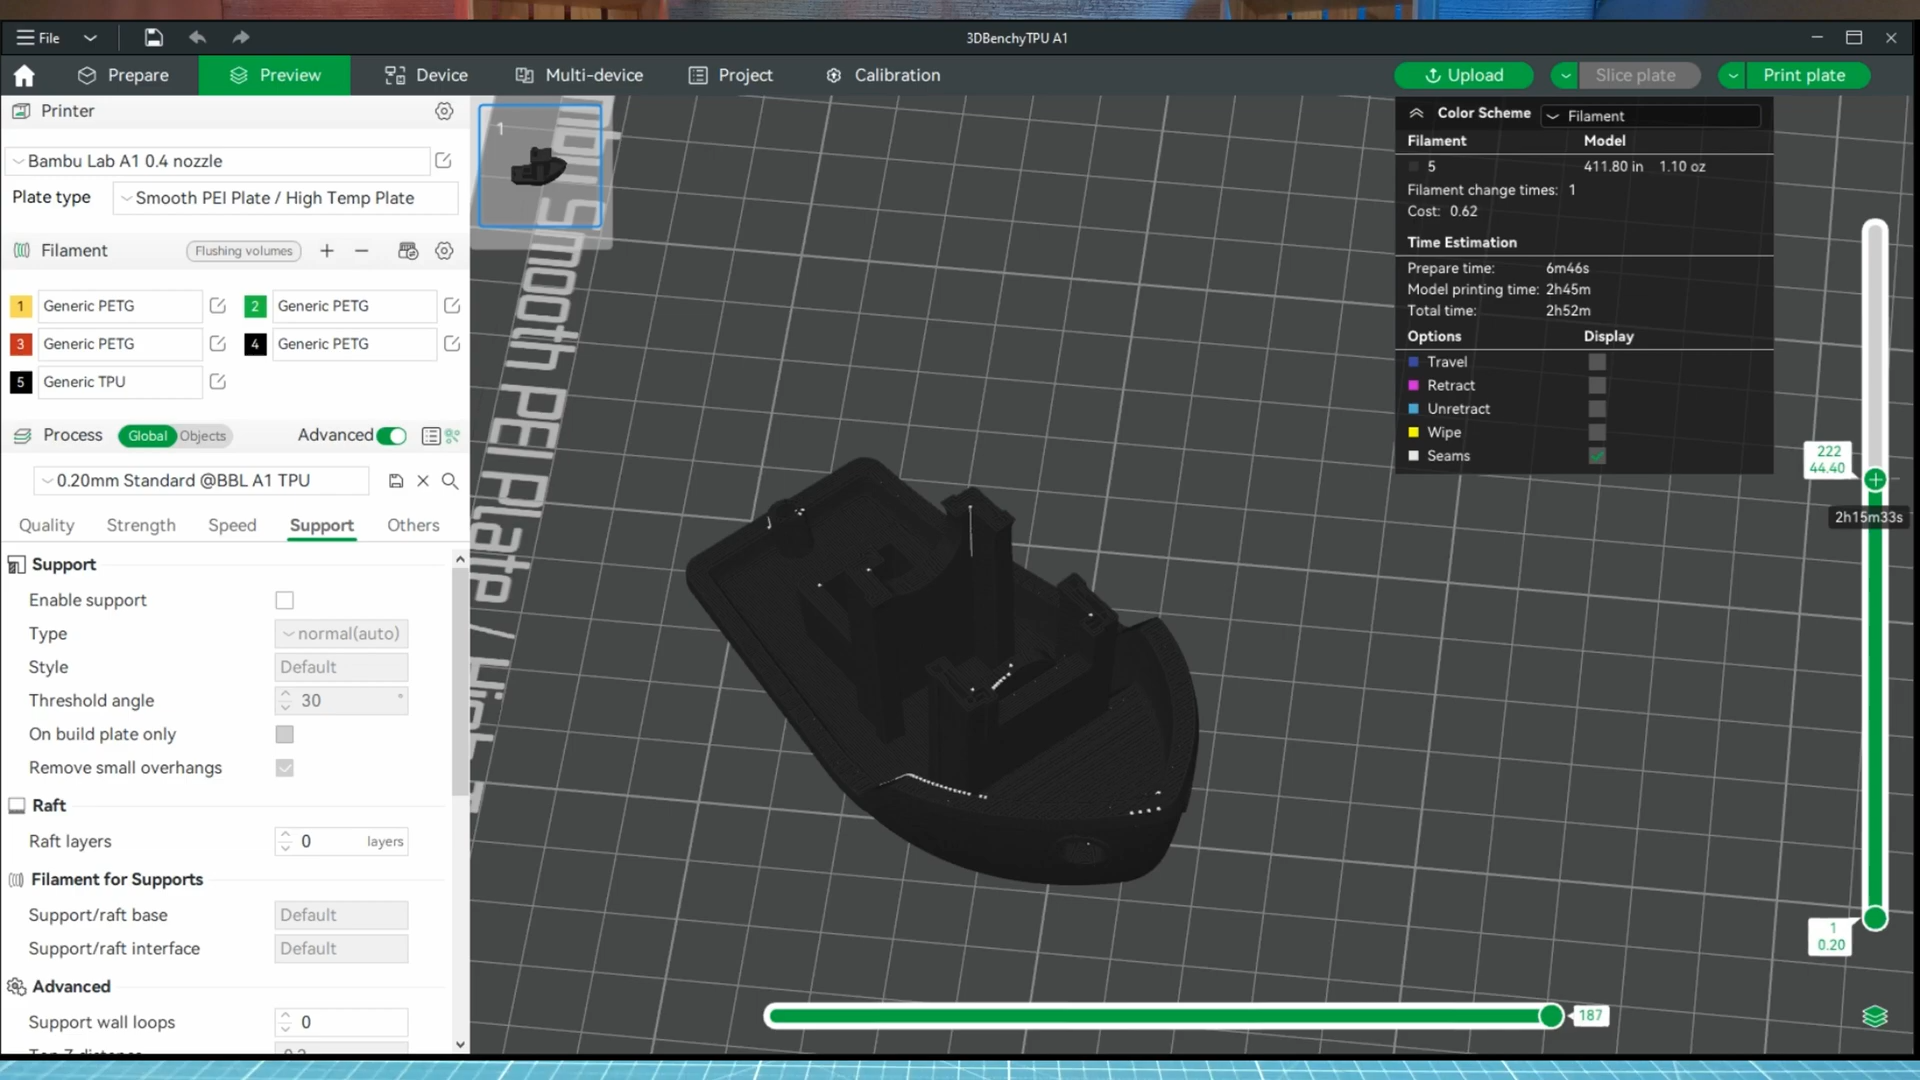 File
3DBenchyTPU A1
Prepare
Preview
Device
Multi-device
Project
Calibration
Upload
Slice plate
Print plate
Printer
Bambu Lab A1 0.4 nozzle
Plate type
Smooth PEI Plate / High Temp Plate
Filament
Flushing volumes
1 Generic PETG
2 Generic PETG
3 Generic PETG
4 Generic PETG
5 Generic TPU
Process
Global
Objects
Advanced
0.20mm Standard @BBL A1 TPU
Quality
Strength
Speed
Support
Others
Support
Enable support
Type normal(auto)
Style Default
Threshold angle 30 °
On build plate only
Remove small overhangs
Raft
Raft layers 0 layers
Filament for Supports
Support/raft base Default
Support/raft interface Default
Advanced
Support wall loops 0
1
Smooth PEI Plate /
Color Scheme Filament
Filament Model
5 411.80 in 1.10 oz
Filament change times: 1
Cost: 0.62
Time Estimation
Prepare time: 6m46s
Model printing time: 2h45m
Total time: 2h52m
Options Display
Travel
Retract
Unretract
Wipe
Seams
222
44.40
2h15m33s
1
0.20
187